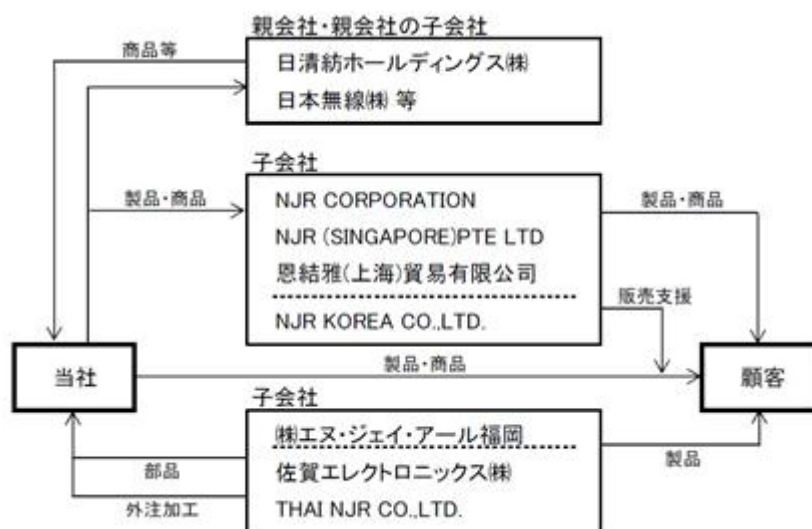 親会社・親会社の子会社
商品等
日清紡ホールディングス㈱
日本無線㈱ 等
子会社
製品・商品
NJR CORPORATION
製品・商品
NJR (SINGAPORE)PTE LTD
恩結雅(上海)貿易有限公司
販売支援
NJR KOREA CO.,LTD.
当社
製品・商品
顧客
子会社
㈱エヌ・ジェイ・アール福岡
部品
佐賀エレクトロニックス㈱
製品
外注加工
THAI NJR CO.,LTD.